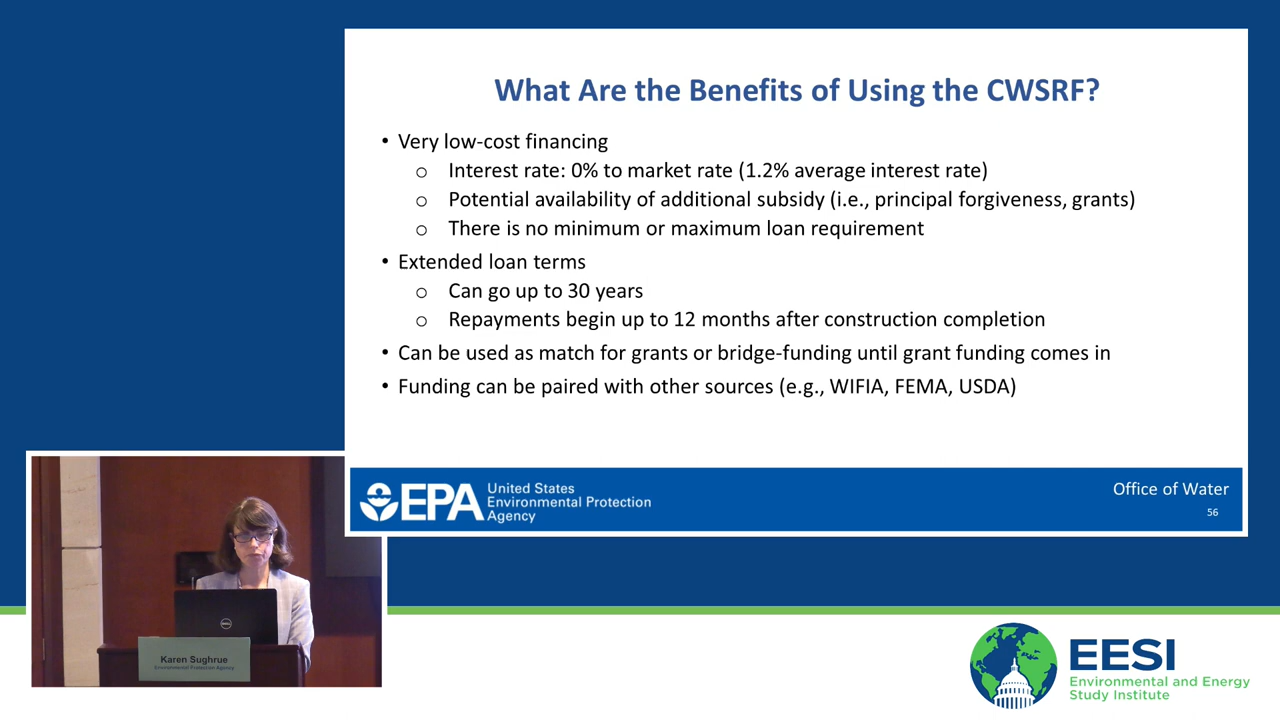 What Are the Benefits of Using the CWSRF?
• Very low-cost financing
o Interest rate: 0% to market rate (1.2% average interest rate)
o Potential availability of additional subsidy (i.e., principal forgiveness, grants)
o There is no minimum or maximum loan requirement
• Extended loan terms
o Can go up to 30 years
o Repayments begin up to 12 months after construction completion
• Can be used as match for grants or bridge-funding until grant funding comes in
• Funding can be paired with other sources (e.g., WIFIA, FEMA, USDA)
EPA
United States
Environmental Protection
Agency
Office of Water
56
DELL
Karen Sughrue
Environmental Protection Agency
EESI
Environmental and Energy
Study Institute